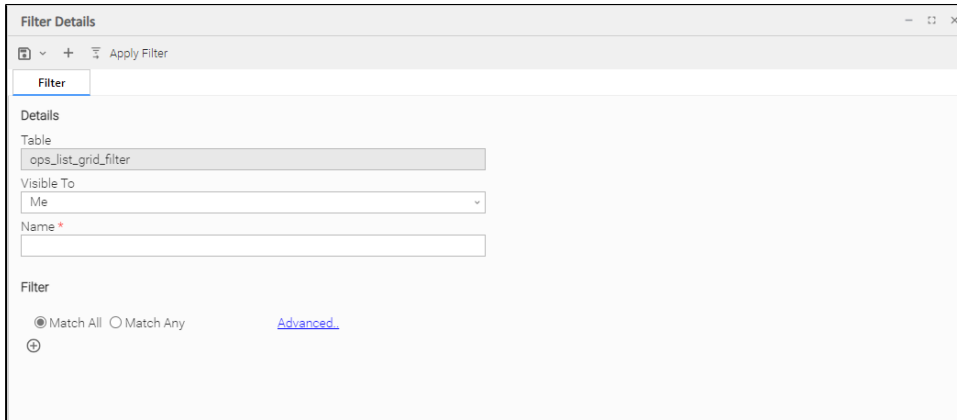 Filter Details
Apply Filter
Filter
Details
Table
ops_list_grid_filter
Visible To
Me
Name *
Filter
Match All Match Any Advanced..